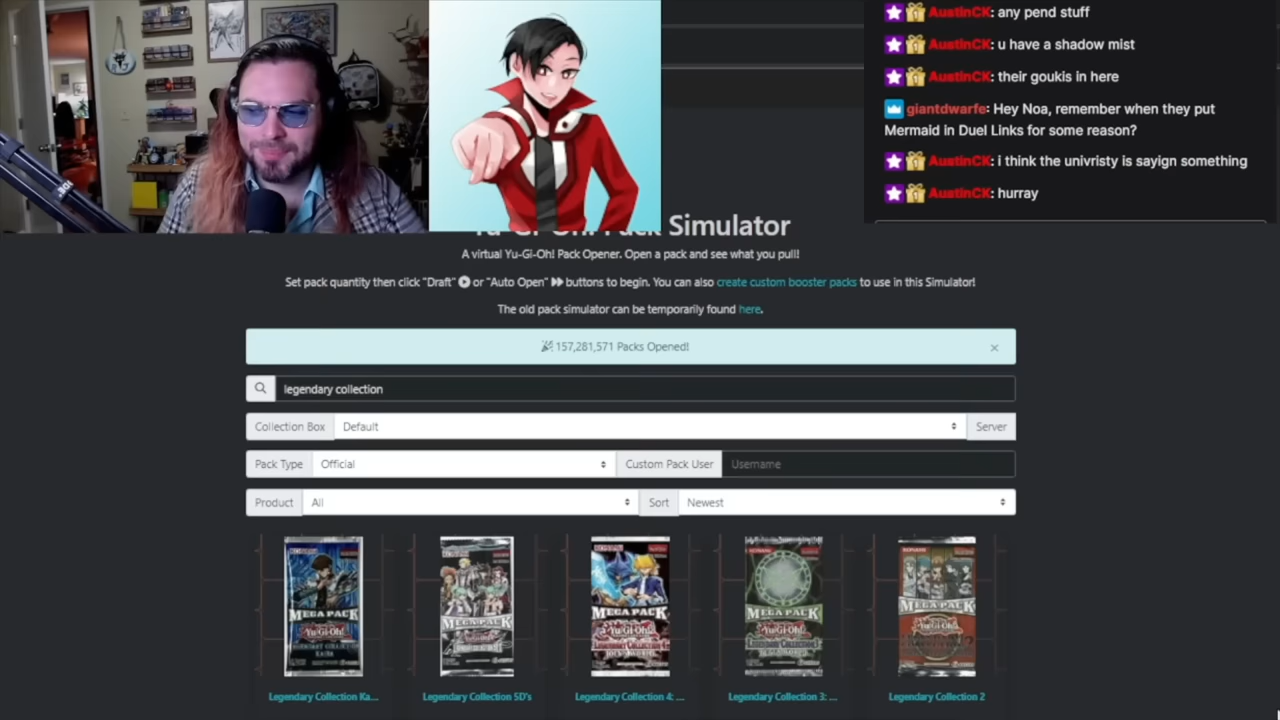 AustinCK: any pend stuff
AustinCK: u have a shadow mist
AustinCK: their goukis in here
giantdwarfe: Hey Noa, remember when they put
Mermaid in Duel Links for some reason?
AustinCK: i think the univristy is sayign something
AustinCK: hurray
Yu-Gi-Oh! Pack Simulator
A virtual Yu-Gi-Oh! Pack Opener. Open a pack and see what you pull!
Set pack quantity then click "Draft" or "Auto Open" buttons to begin. You can also create custom booster packs to use in this Simulator!
The old pack simulator can be temporarily found here.
157,281,571 Packs Opened! ×
legendary collection
Collection Box Default Server
Pack Type Official Custom Pack User Username
Product All Sort Newest
MEGA PACK MEGA PACK MEGA PACK MEGA PACK MEGA PACK
Yu-Gi-Oh!
Legendary Collection Ka... Legendary Collection 5D's Legendary Collection 4: ... Legendary Collection 3: ... Legendary Collection 2